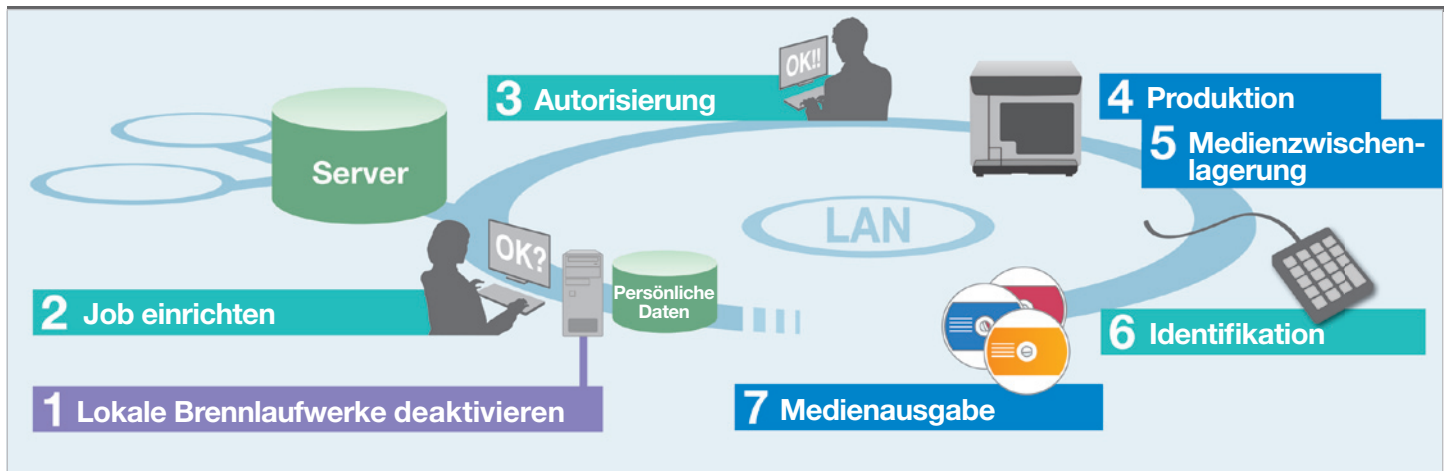 3 Autorisierung
OK!!
4 Produktion
5 Medienzwischen-
lagerung
Server
LAN
OK?
Persönliche
Daten
2 Job einrichten
6 Identifikation
1 Lokale Brennlaufwerke deaktivieren
7 Medienausgabe